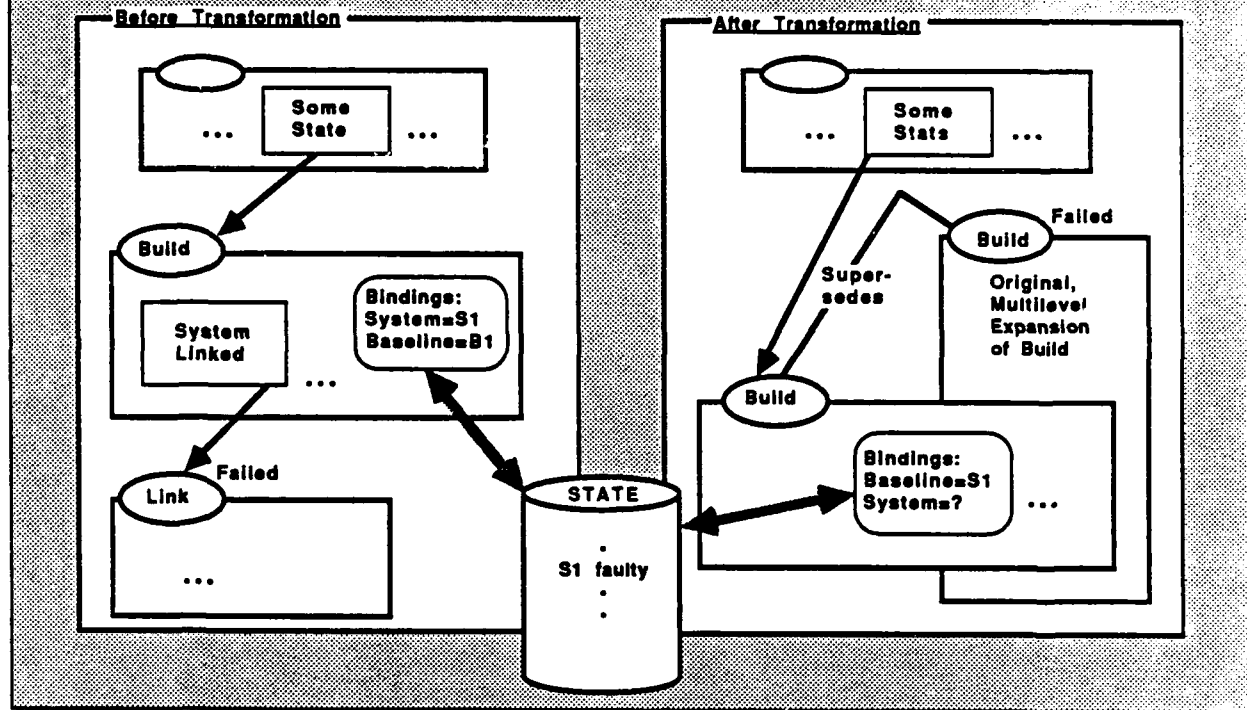 Before Transformation
Some
State
...
...
Build
Bindings:
System=S1
Baseline=B1
System
Linked
...
Failed
Link
...
STATE
.
S1 faulty
.
.
After Transformation
Some
Stats
...
...
Failed
Build
Super-
sedes
Original,
Multilevel
Expansion
of Build
Build
Bindings:
Baseline=S1
System=?
...